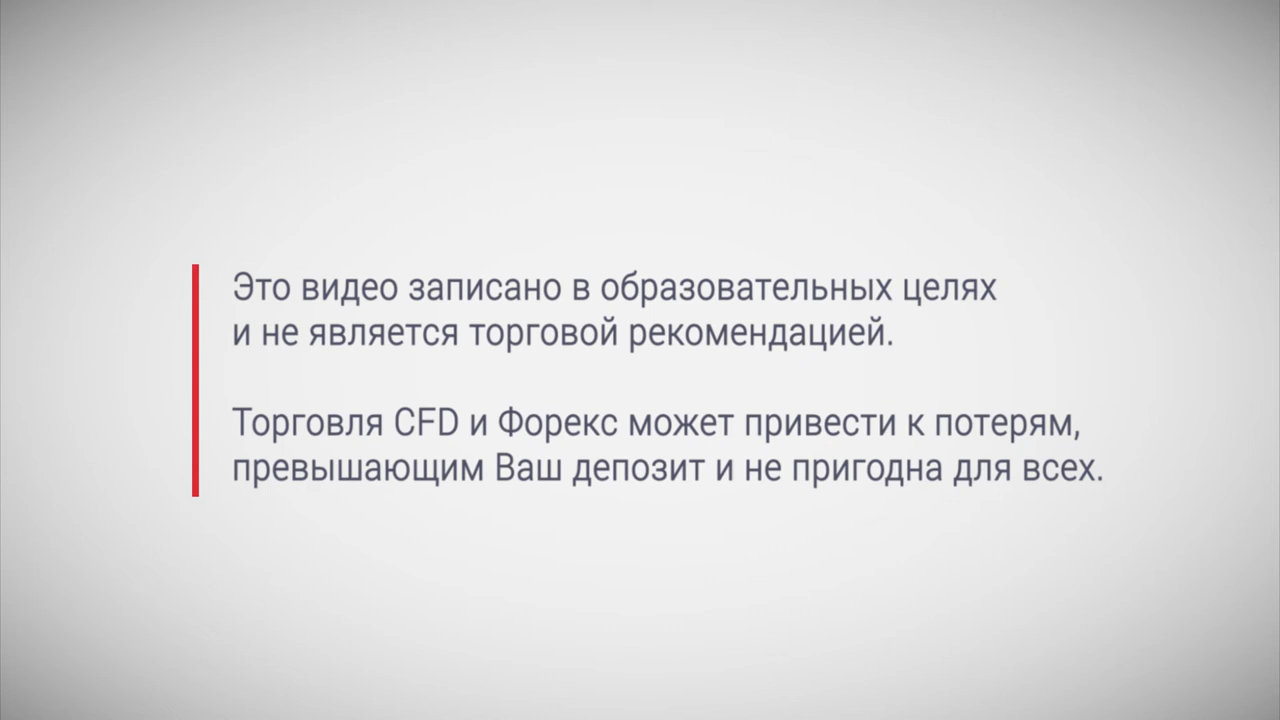 Это видео записано в образовательных целях
и не является торговой рекомендацией.
Торговля CFD и Форекс может привести к потерям,
превышающим Ваш депозит и не пригодна для всех.